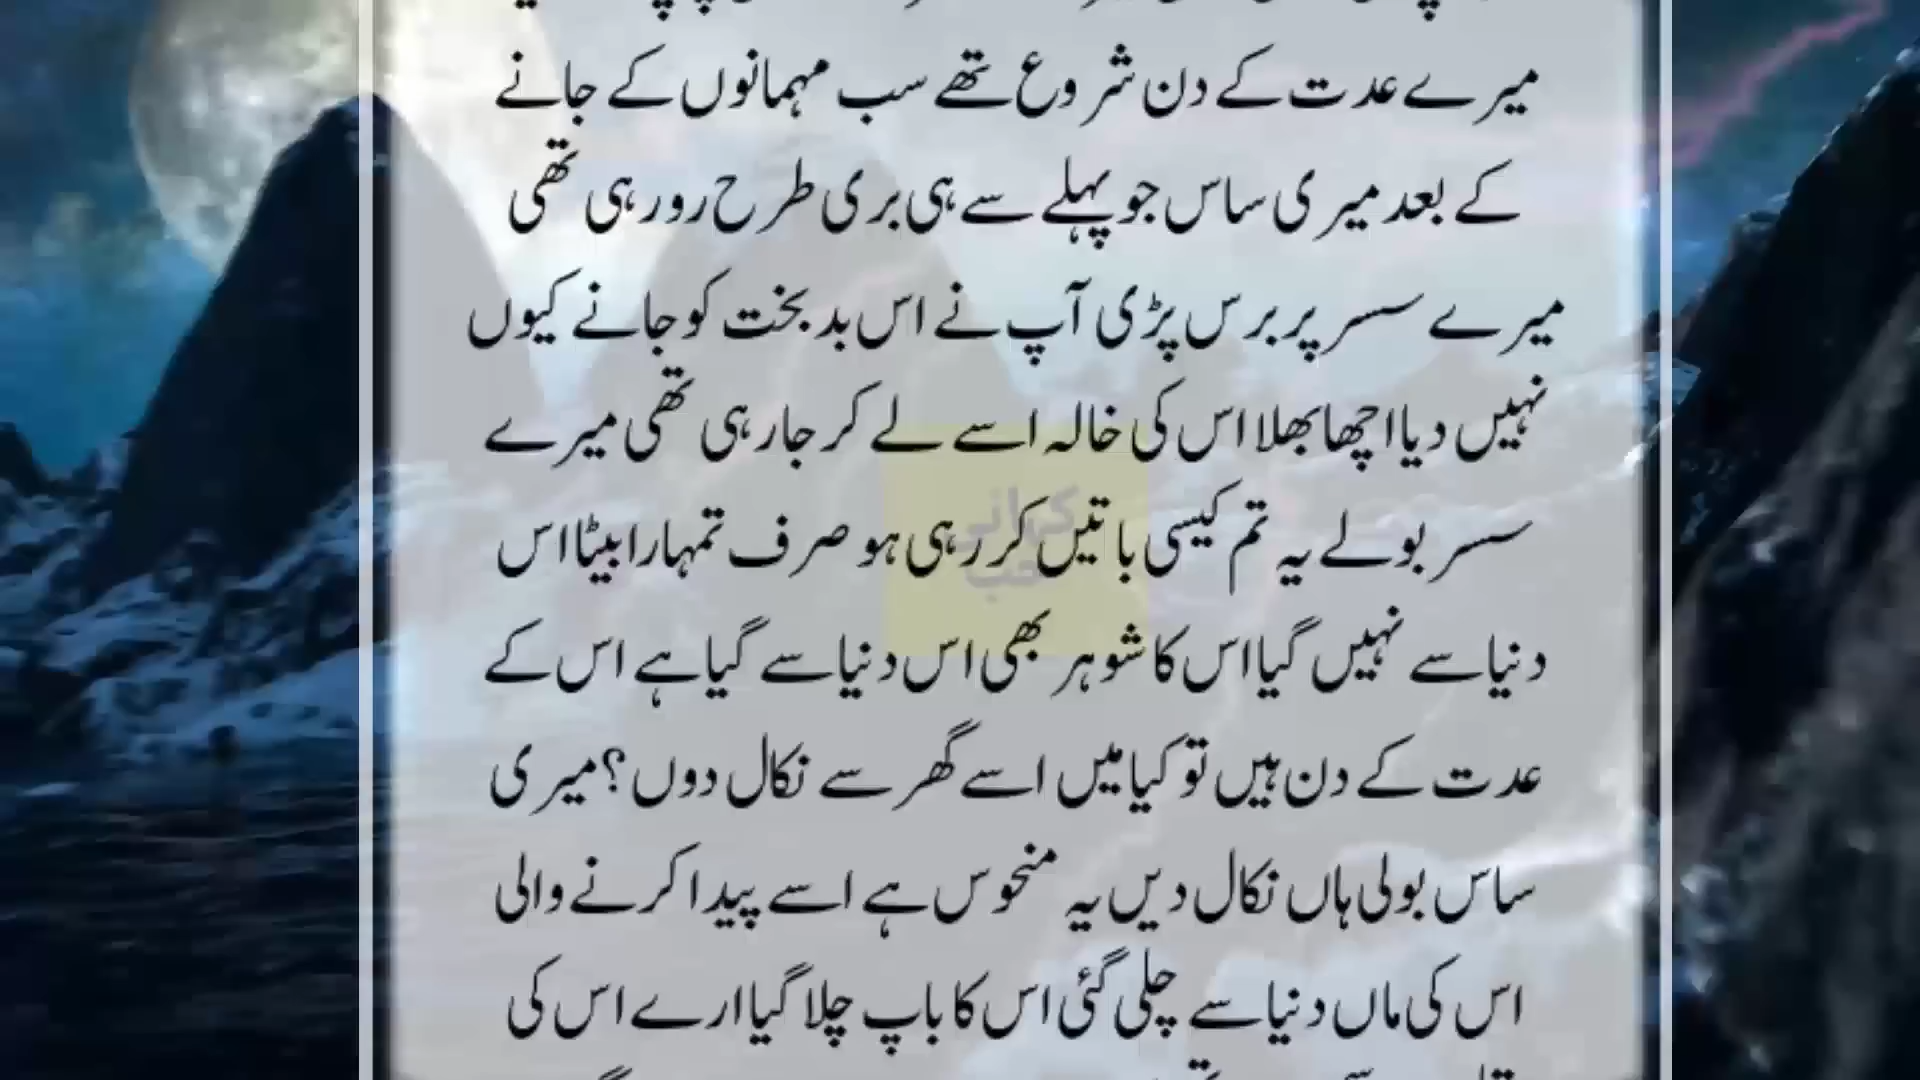 میرے عدت کے دن شروع تھے سب مہمانوں کے جانے
کے بعد میری ساس جو پہلے سے ہی بری طرح رو رہی تھی
میرے سسر پر برس پڑی آپ نے اس بدبخت کو جانے کیوں
نہیں دیا اچھا بھلا اس کی خالہ اسے لے کر جا رہی تھی میرے
سسر بولے یہ تم کیسی باتیں کر رہی ہو صرف تمہارا بیٹا اس
دنیا سے نہیں گیا اس کا شوہر بھی اس دنیا سے گیا ہے اس کے
عدت کے دن ہیں تو کیا میں اسے گھر سے نکال دوں؟ میری
ساس بولی ہاں نکال دیں یہ منحوس ہے اسے پیدا کرنے والی
اس کی ماں دنیا سے چلی گئی اس کا باپ چلا گیا ارے اس کی